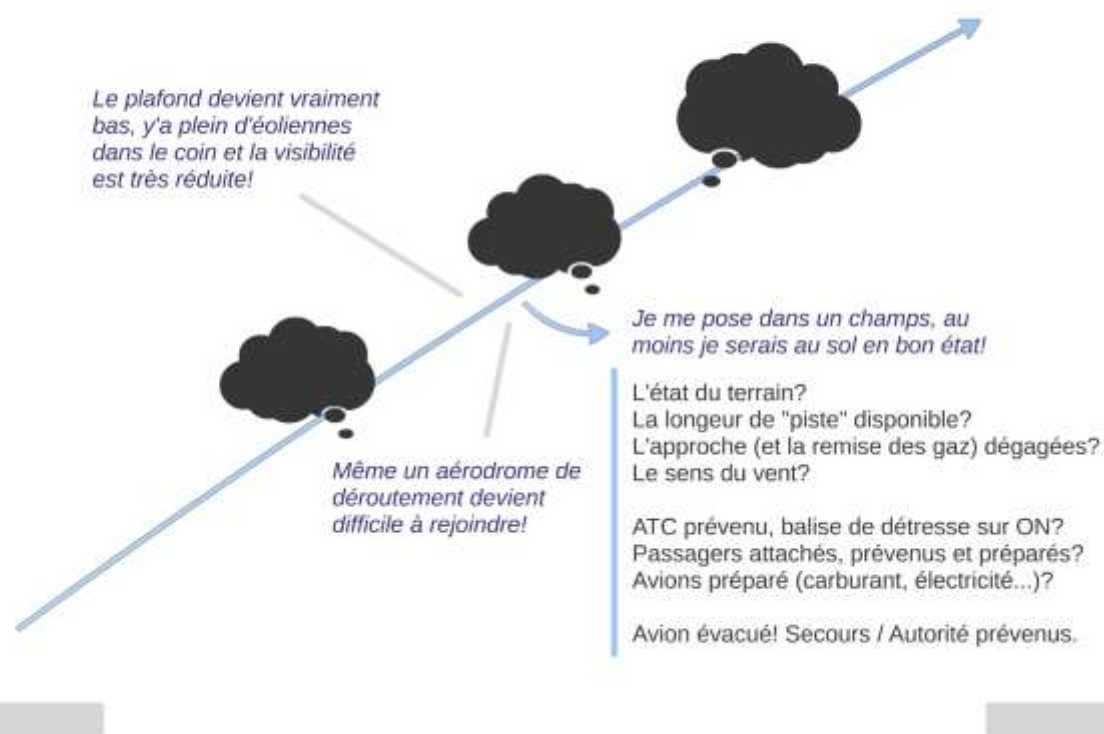 Le plafond devient vraiment
bas, y'a plein d'éoliennes
dans le coin et la visibilité
est très réduite!
Je me pose dans un champs, au
moins je serais au sol en bon état!
L'état du terrain?
La longeur de "piste" disponible?
L'approche (et la remise des gaz) dégagées?
Le sens du vent?
Même un aérodrome de
déroutement devient
difficile à rejoindre!
ATC prévenu, balise de détresse sur ON?
Passagers attachés, prévenus et préparés?
Avions préparé (carburant, électricité...)?
Avion évacué! Secours / Autorité prévenus.